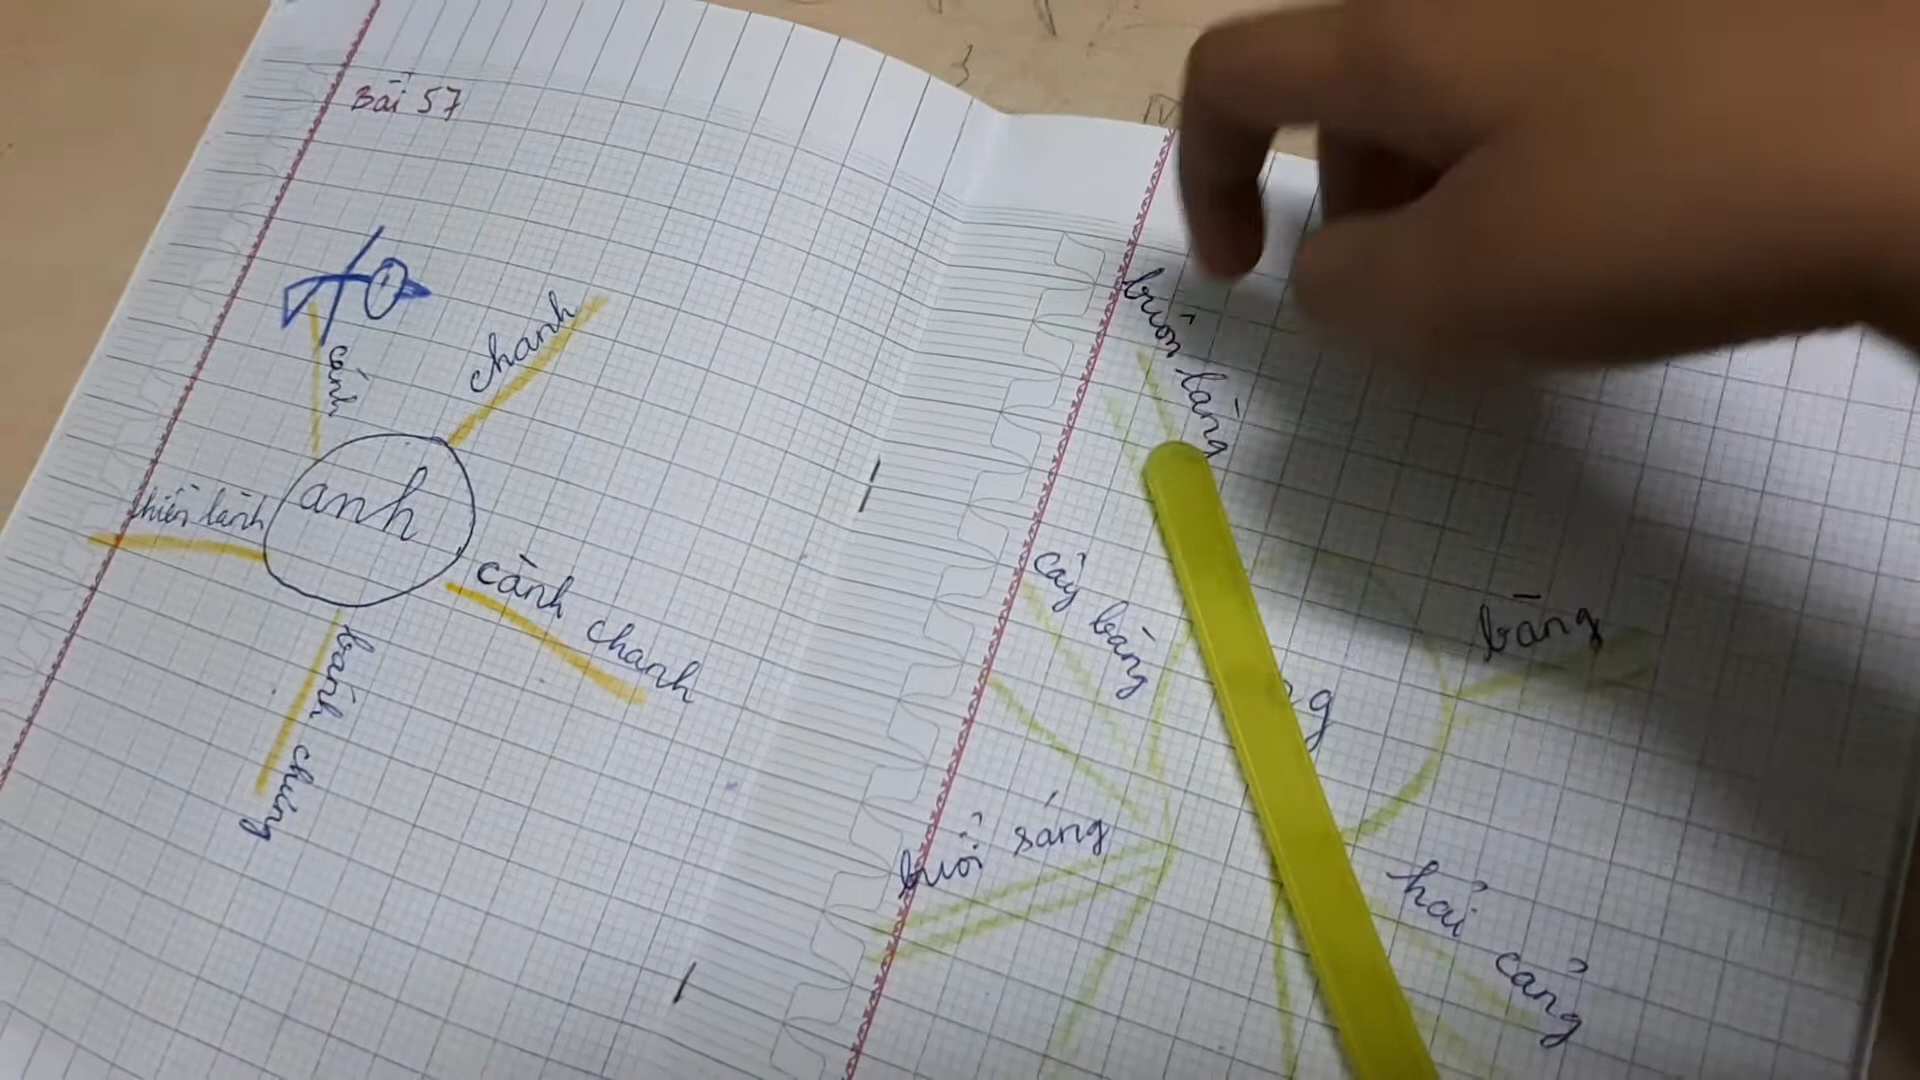 Bài 57
cánh
chanh
hiền lành
anh
cành chanh
bánh chưng
buôn làng
cây bàng
bāng
buổi sáng
hải cảng